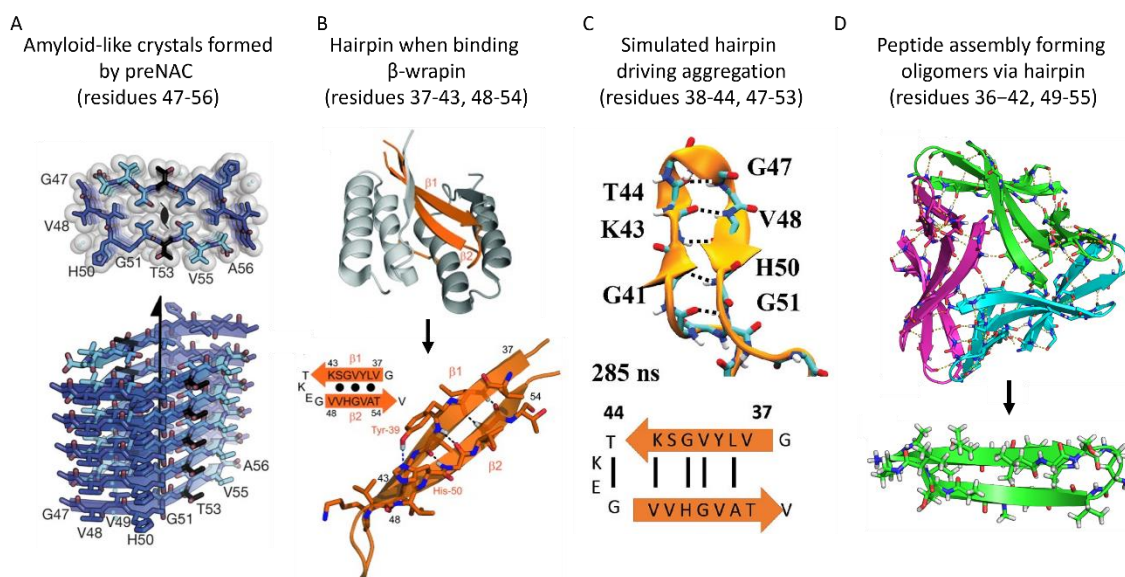 A
Amyloid-like crystals formed
by preNAC
(residues 47-56)
G47
V48
H50
G51
T53
V55
A56
A56
V55
T53
G51
H50
V49
V48
G47
B
Hairpin when binding
β-wrapin
(residues 37-43, 48-54)
β1
β2
43 β1 37
T KSGVYLV G
K
E
G VVHGVAT V
48 β2 54
37
β1
54
Tyr-39
β2
43
His-50
48
C
Simulated hairpin
driving aggregation
(residues 38-44, 47-53)
G47
T44
V48
K43
H50
G41
G51
285 ns
44 37
T K S G V Y L V G
K
E
G V V H G V A T V
D
Peptide assembly forming
oligomers via hairpin
(residues 36–42, 49-55)